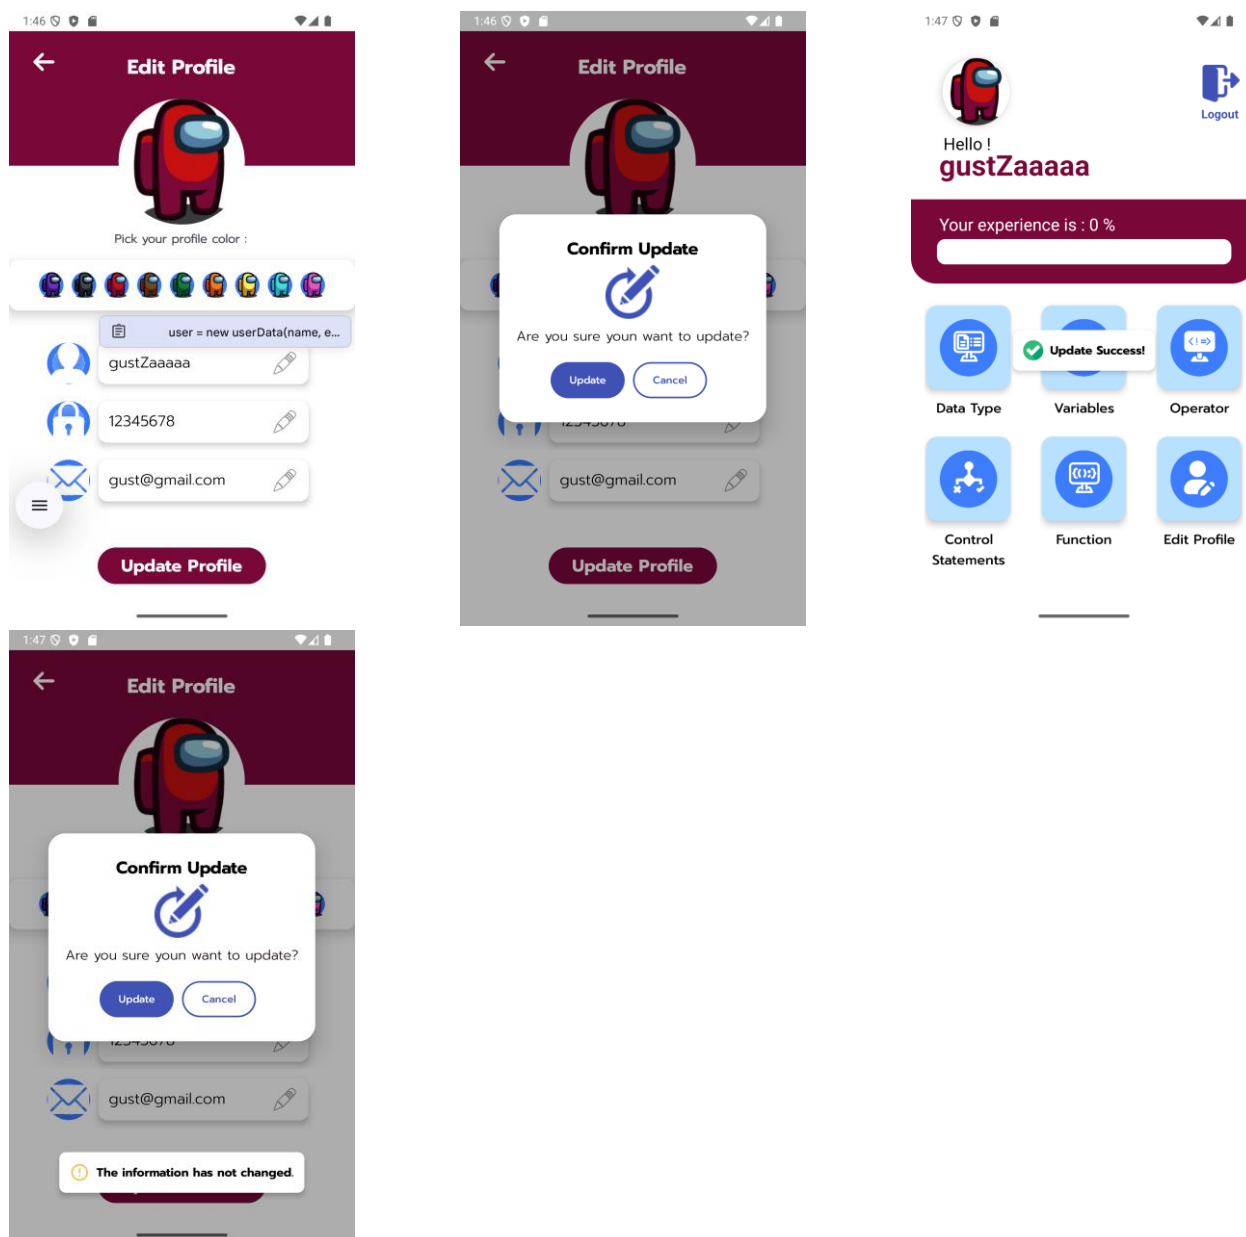 1:46
Edit Profile
Pick your profile color :
user = new userData(name, e...
gustZaaaaa
12345678
gust@gmail.com
Update Profile
1:46
Edit Profile
Confirm Update
Are you sure youn want to update?
Update
Cancel
12345678
gust@gmail.com
Update Profile
1:47
Logout
Hello !
gustZaaaaa
Your experience is : 0 %
Update Success!
Data Type
Variables
Operator
Control
Statements
Function
Edit Profile
1:47
Edit Profile
Confirm Update
Are you sure youn want to update?
Update
Cancel
12345678
gust@gmail.com
The information has not changed.